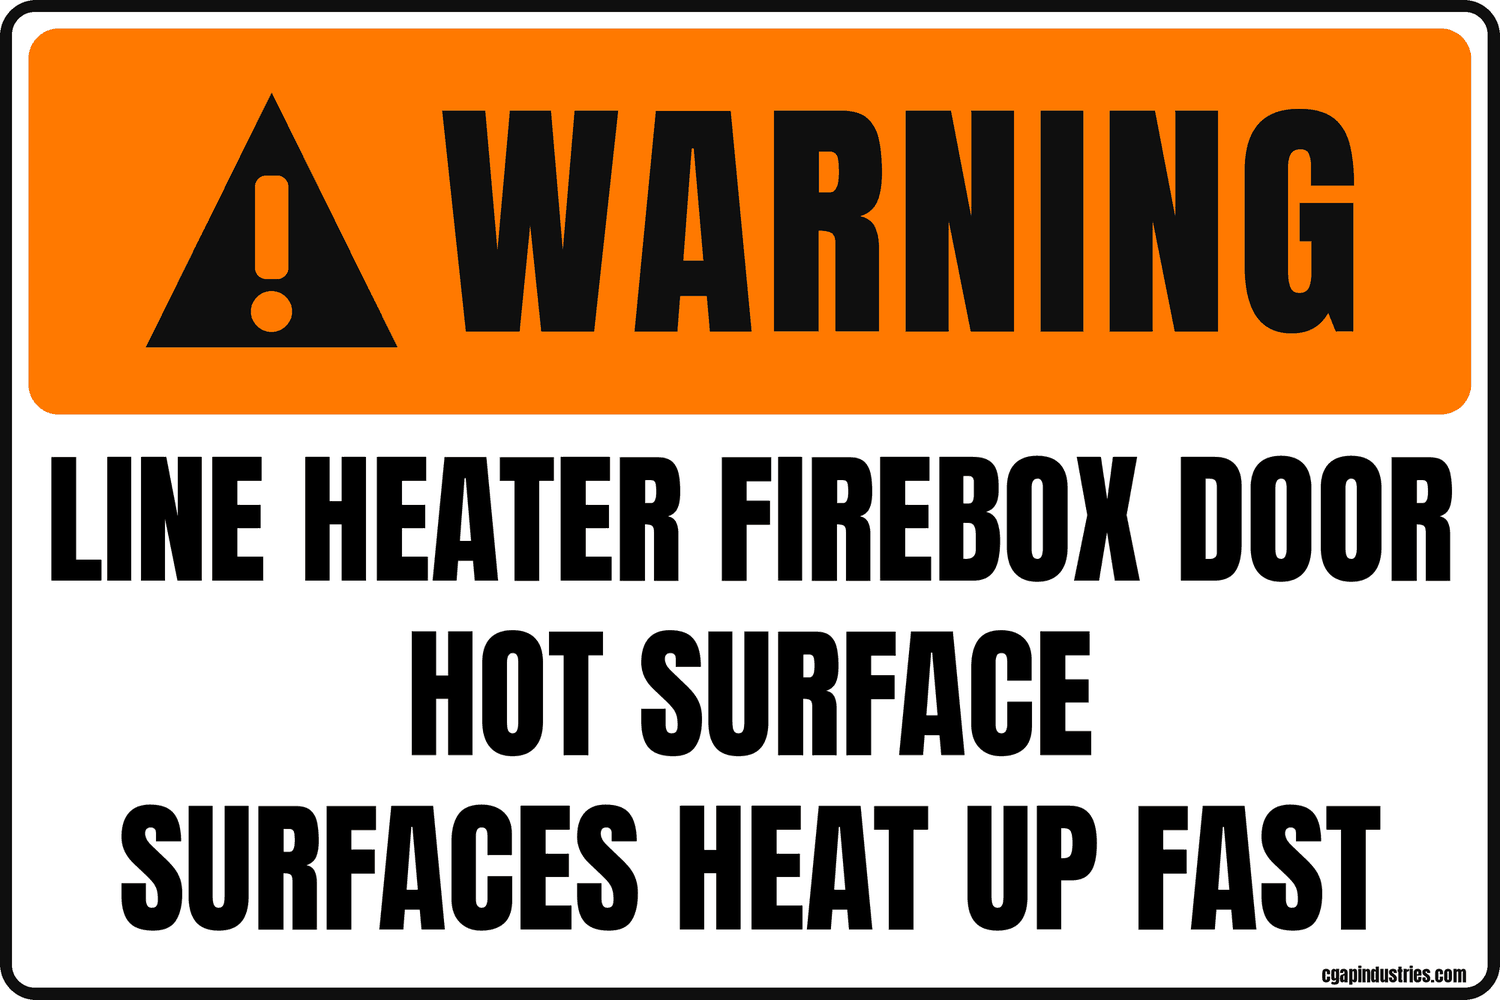 WARNING
LINE HEATER FIREBOX DOOR
HOT SURFACE
SURFACES HEAT UP FAST
cgapindustries.com